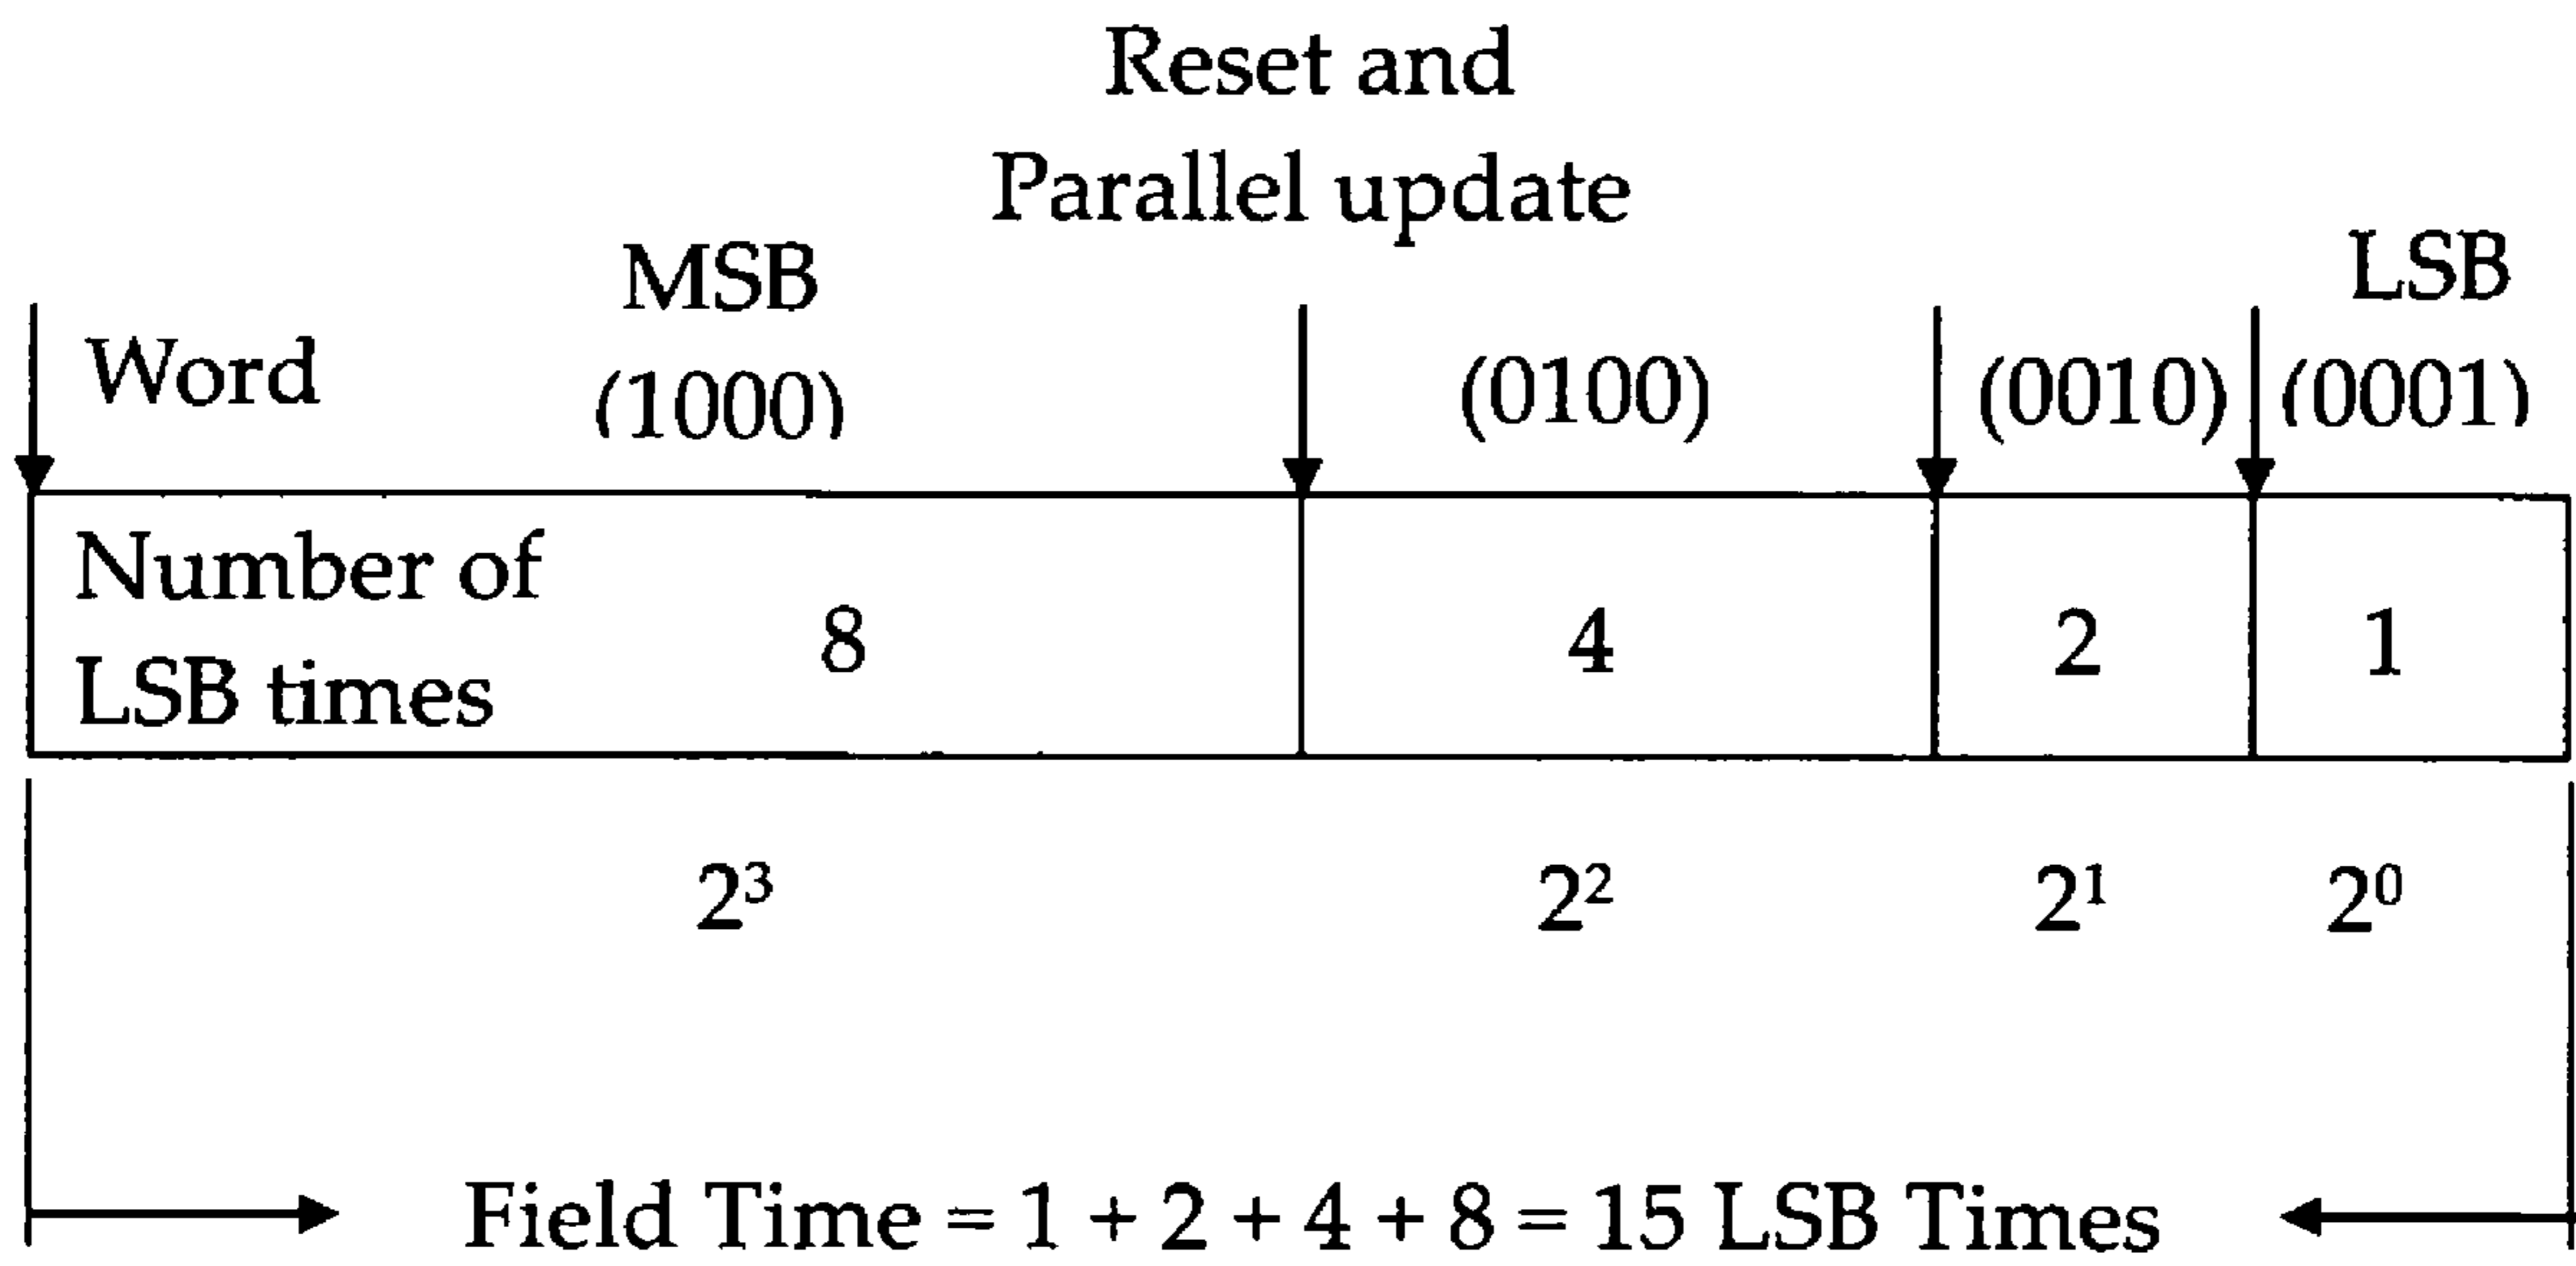 Reset and
Parallel update
MSB
LSB
Word
(1000)
(0100)
(0010)
(0001)
Number of
LSB times
8
4
2
1
2³
2²
2¹
2⁰
Field Time = 1 + 2 + 4 + 8 = 15 LSB Times